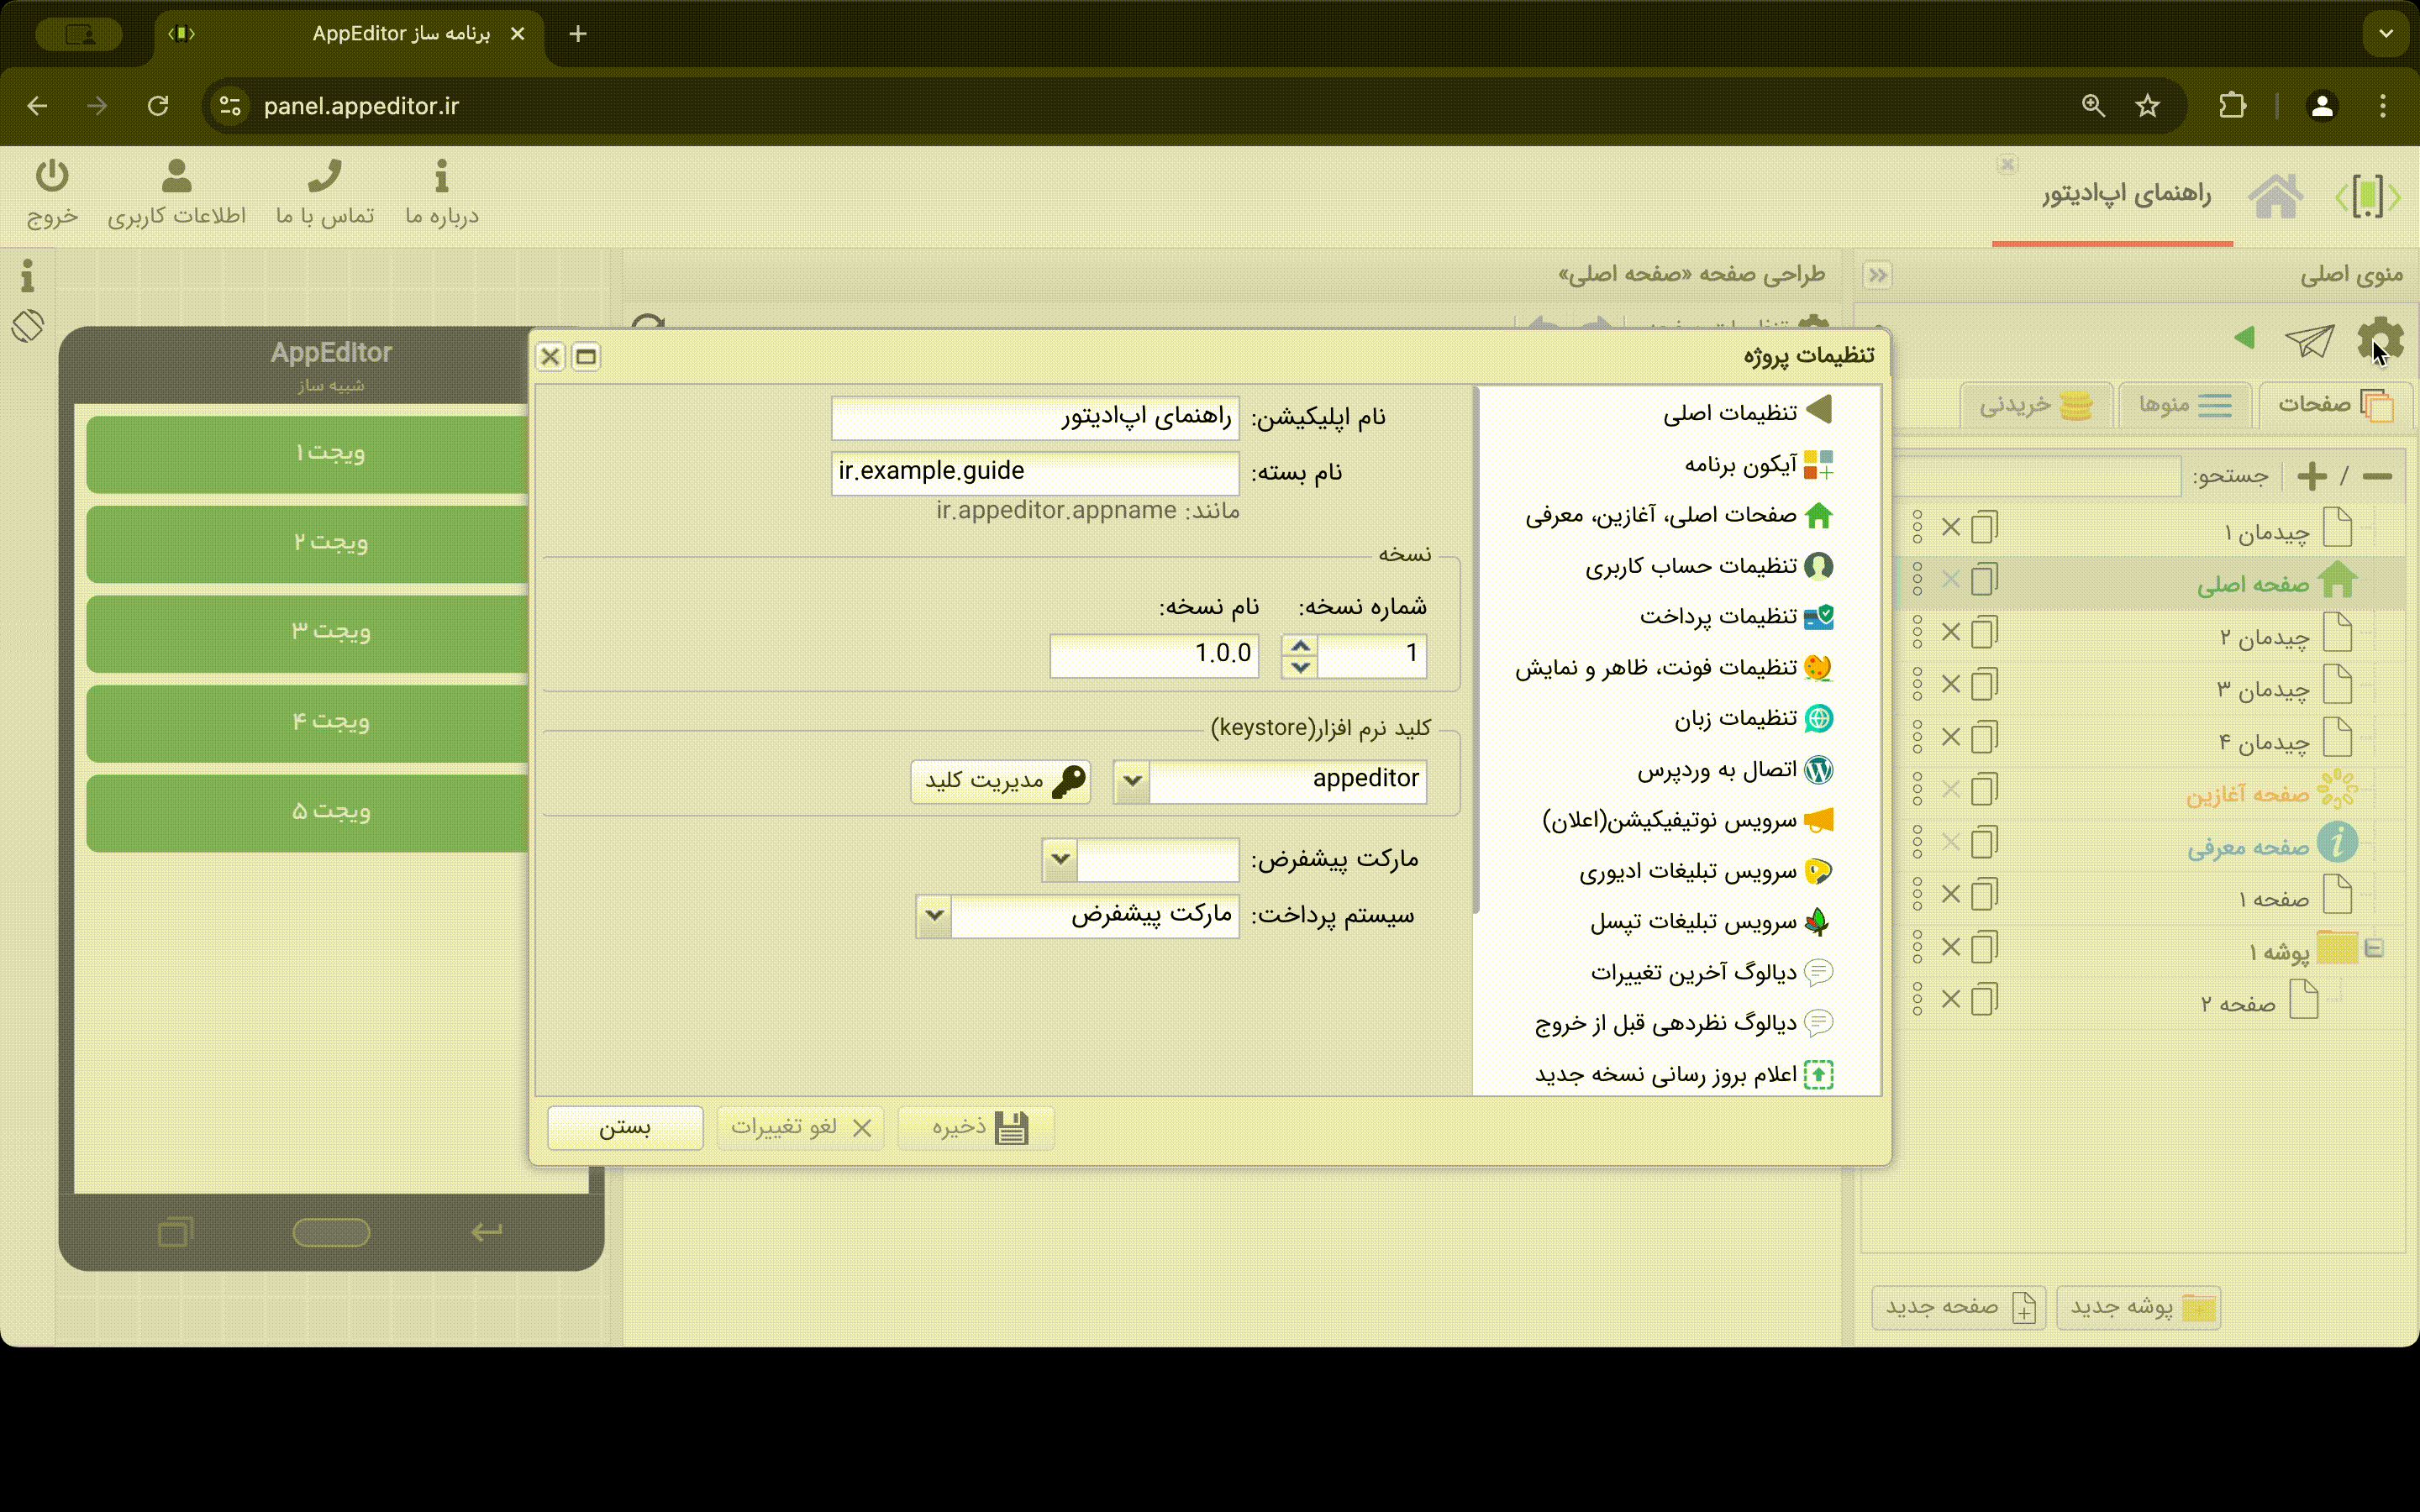 برنامه ساز AppEditor
panel.appeditor.ir
راهنمای اپ‌ادیتور
درباره ما
تماس با ما
اطلاعات کاربری
خروج
منوی اصلی
طراحی صفحه «صفحه اصلی»
صفحات
منوها
خریدنی
/ جستجو:
چیدمان ۱
صفحه اصلی
چیدمان ۲
چیدمان ۳
چیدمان ۴
صفحه آغازین
صفحه معرفی
صفحه ۱
پوشه ۱
صفحه ۲
پوشه جدید
صفحه جدید
تنظیمات پروژه
تنظیمات اصلی
آیکون برنامه
صفحات اصلی، آغازین، معرفی
تنظیمات حساب کاربری
تنظیمات پرداخت
تنظیمات فونت، ظاهر و نمایش
تنظیمات زبان
اتصال به وردپرس
سرویس نوتیفیکیشن(اعلان)
سرویس تبلیغات ادیوری
سرویس تبلیغات تپسل
دیالوگ آخرین تغییرات
دیالوگ نظردهی قبل از خروج
اعلام بروز رسانی نسخه جدید
نام اپلیکیشن: راهنمای اپ‌ادیتور
نام بسته: ir.example.guide
مانند: ir.appeditor.appname
نسخه
شماره نسخه: نام نسخه:
1 1.0.0
کلید نرم افزار(keystore)
appeditor مدیریت کلید
مارکت پیشفرض:
سیستم پرداخت: مارکت پیشفرض
ذخیره
لغو تغییرات
بستن
AppEditor
شبیه ساز
ویجت ۱
ویجت ۲
ویجت ۳
ویجت ۴
ویجت ۵